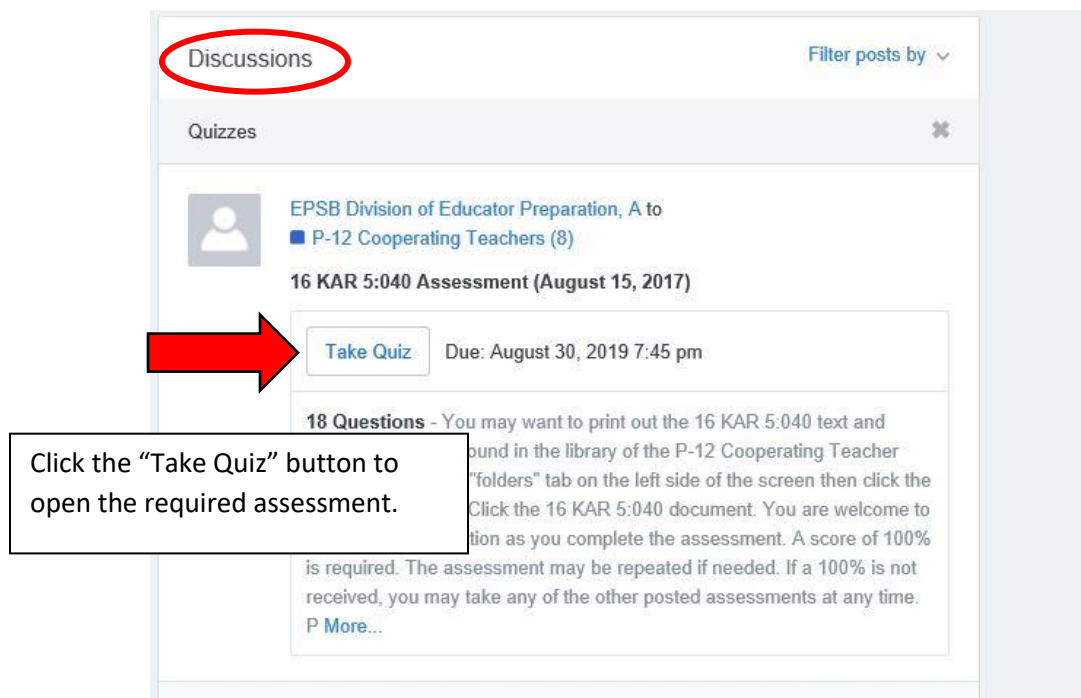 Discussions
Filter posts by
Quizzes
EPSB Division of Educator Preparation, A to
P-12 Cooperating Teachers (8)
16 KAR 5:040 Assessment (August 15, 2017)
Take Quiz
Due: August 30, 2019 7:45 pm
18 Questions - You may want to print out the 16 KAR 5:040 text and
ound in the library of the P-12 Cooperating Teacher
"folders" tab on the left side of the screen then click the
Click the 16 KAR 5:040 document. You are welcome to
tion as you complete the assessment. A score of 100%
is required. The assessment may be repeated if needed. If a 100% is not
received, you may take any of the other posted assessments at any time.
P More...
Click the “Take Quiz” button to
open the required assessment.